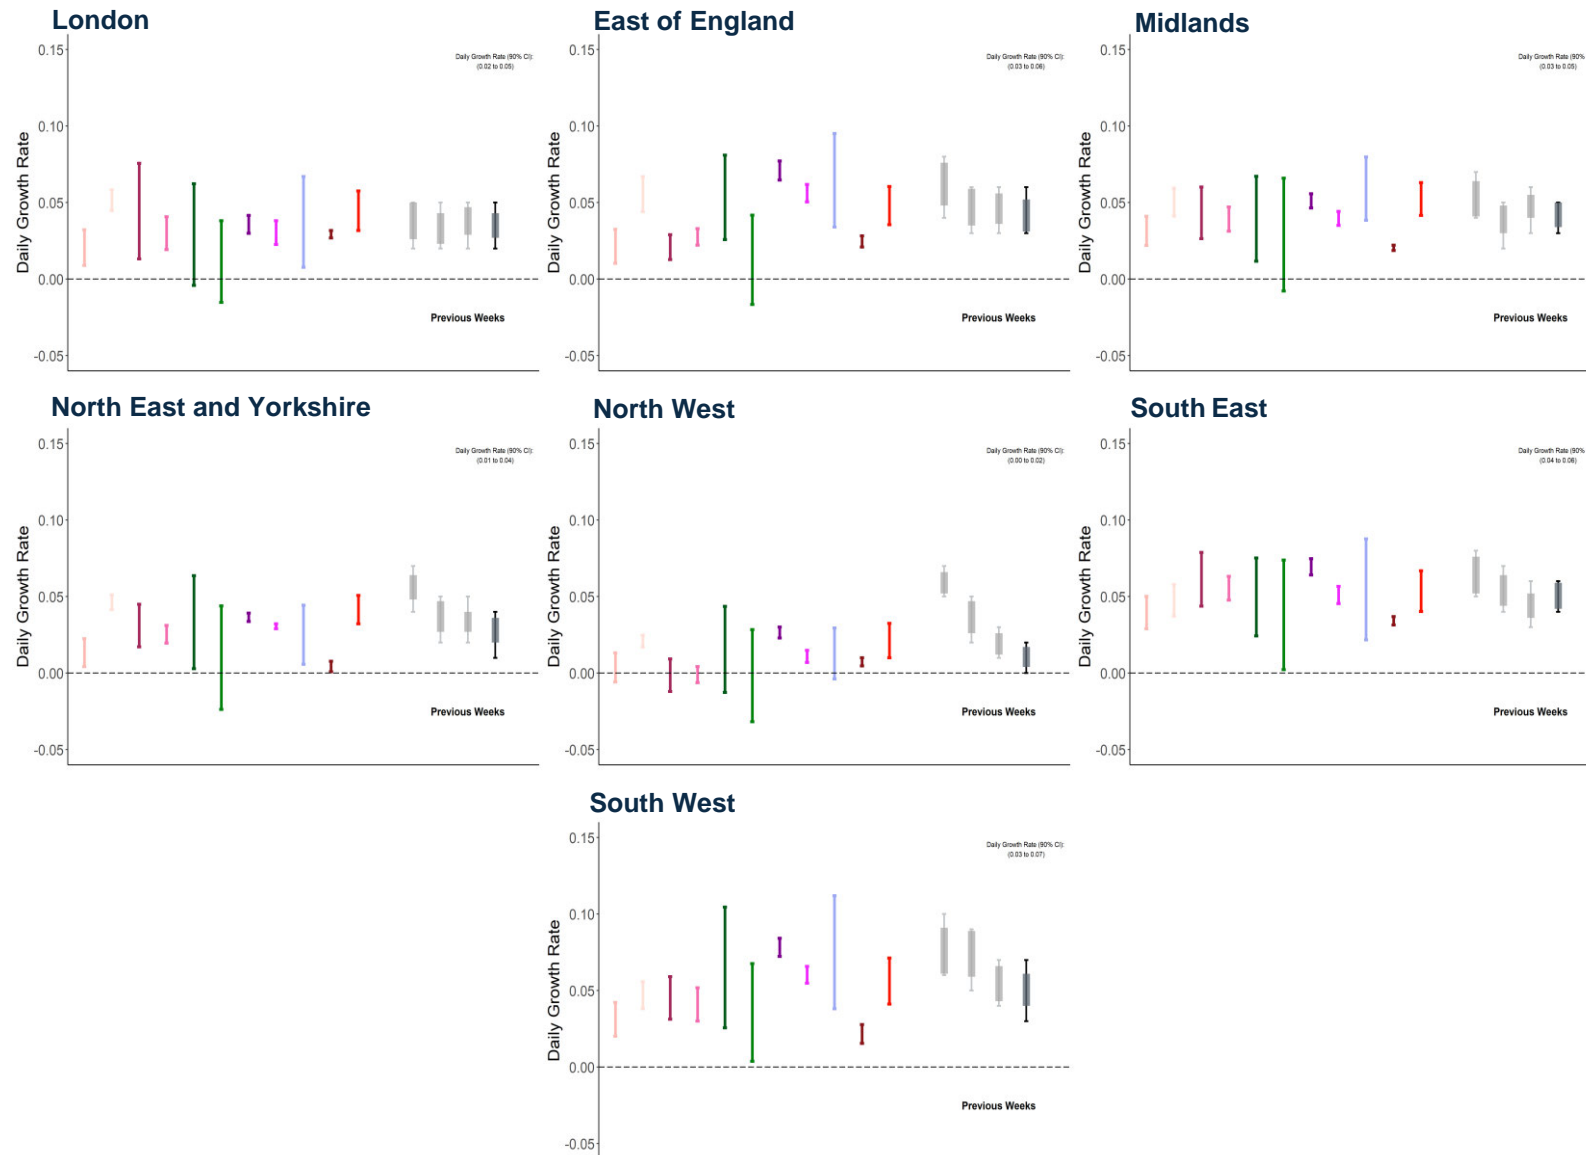 London
East of England
Midlands
0.15
0.10
0.05
0.00
-0.05
Daily Growth Rate
Daily Growth Rate (90% CI):
(0.02 to 0.05)
Previous Weeks
0.15
0.10
0.05
0.00
-0.05
Daily Growth Rate
Daily Growth Rate (90% CI):
(0.03 to 0.06)
Previous Weeks
0.15
0.10
0.05
0.00
-0.05
Daily Growth Rate
Daily Growth Rate (90%
(0.03 to 0.05)
Previous Weeks
North East and Yorkshire
North West
South East
0.15
0.10
0.05
0.00
-0.05
Daily Growth Rate
Daily Growth Rate (90% CI):
(0.01 to 0.04)
Previous Weeks
0.15
0.10
0.05
0.00
-0.05
Daily Growth Rate
Daily Growth Rate (90% CI):
(0.00 to 0.02)
Previous Weeks
0.15
0.10
0.05
0.00
-0.05
Daily Growth Rate
Daily Growth Rate (90%
(0.04 to 0.06)
Previous Weeks
South West
0.15
0.10
0.05
0.00
-0.05
Daily Growth Rate
Daily Growth Rate (90% CI):
(0.03 to 0.07)
Previous Weeks